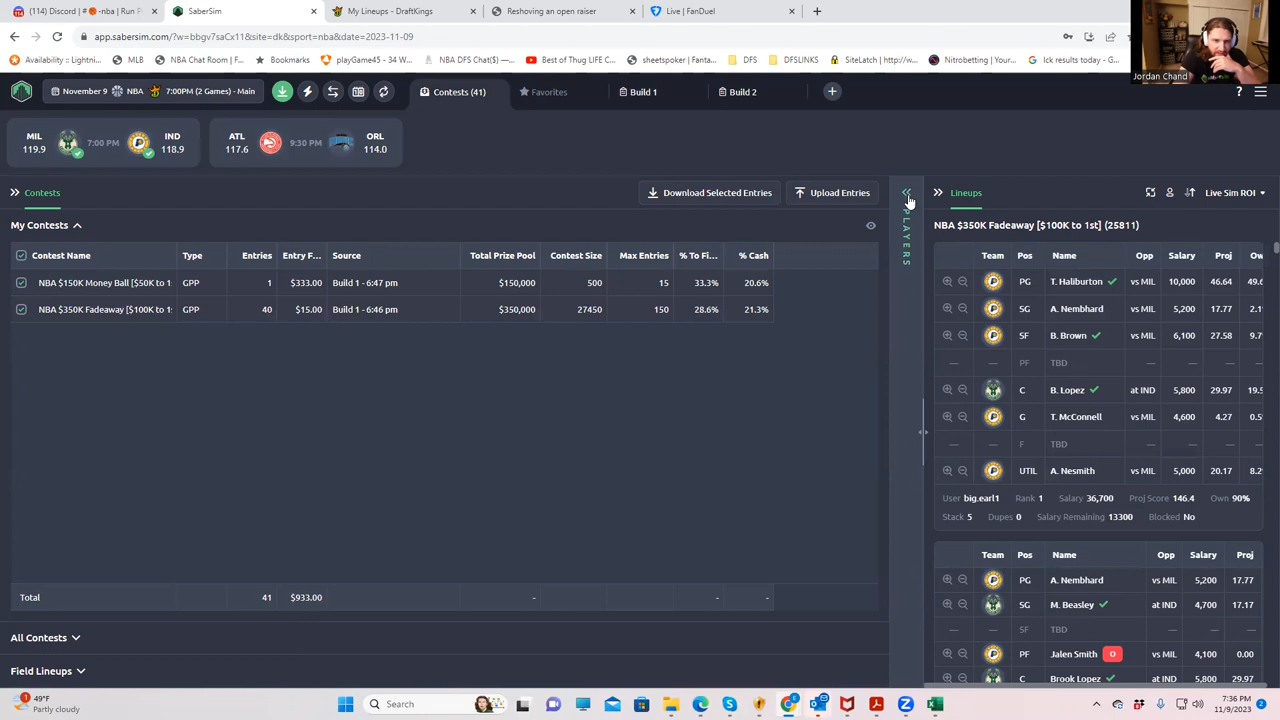 (114) Discord | #🏀-nba | Run P
SaberSim
My Lineups - DraftKings
Reshoving an open raiser
Live | FanDuel
app.sabersim.com/?w=bbgv7saCx11&site=dk&sport=nba&date=2023-11-09
Availability :: Lightnin...
MLB
NBA Chat Room | F...
playGame45 - 34 W...
NBA DFS Chat($) —...
Best of Thug LIFE C...
sheetspoker | Fanta...
DFS
DFSLINKS
SiteLatch | Member...
Nitrobetting | Your...
Ick results today - G...
Jordan Chand
November 9 NBA 7:00PM (2 Games) - Main
Contests (41)
Favorites
Build 1
Build 2
MIL 119.9 7:00 PM IND 118.9
ATL 117.6 9:30 PM ORL 114.0
Contests
Download Selected Entries
Upload Entries
PLAYERS
My Contests
Contest Name Type Entries Entry F... Source Total Prize Pool Contest Size Max Entries % To Fi... % Cash
NBA $150K Money Ball [$50K to 1 GPP 1 $333.00 Build 1 - 6:47 pm $150,000 500 15 33.3% 20.6%
NBA $350K Fadeaway [$100K to 1: GPP 40 $15.00 Build 1 - 6:46 pm $350,000 27450 150 28.6% 21.3%
Total 41 $933.00 - - - -
All Contests
Field Lineups
Lineups
Live Sim ROI
NBA $350K Fadeaway [$100K to 1st] (25811)
Team Pos Name Opp Salary Proj Ow
PG T. Haliburton vs MIL 10,000 46.64 49.6
SG A. Nembhard vs MIL 5,200 17.77 2.1
SF B. Brown vs MIL 6,100 27.58 9.7
— — PF TBD — — — —
C B. Lopez at IND 5,800 29.97 19.5
G T. McConnell vs MIL 4,600 4.27 0.5
— — F TBD — — — —
UTIL A. Nesmith vs MIL 5,000 20.17 8.2
User big.earl1 Rank 1 Salary 36,700 Proj Score 146.4 Own 90%
Stack 5 Dupes 0 Salary Remaining 13300 Blocked No
Team Pos Name Opp Salary Proj
PG A. Nembhard vs MIL 5,200 17.77
SG M. Beasley at IND 4,700 17.17
— — SF TBD — — —
PF Jalen Smith O vs MIL 4,100 0.00
C Brook Lopez at IND 5,800 29.97
49°F
Partly cloudy
Search
7:36 PM
11/9/2023